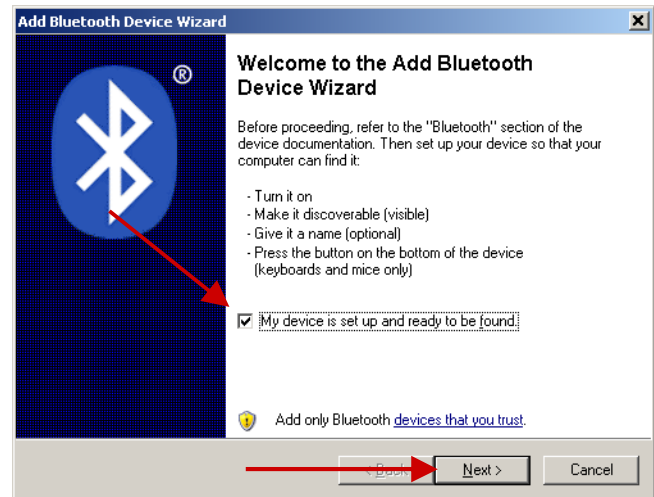 Add Bluetooth Device Wizard
®
Welcome to the Add Bluetooth
Device Wizard
Before proceeding, refer to the "Bluetooth" section of the
device documentation. Then set up your device so that your
computer can find it:
- Turn it on
- Make it discoverable (visible)
- Give it a name (optional)
- Press the button on the bottom of the device
(keyboards and mice only)
My device is set up and ready to be found.
Add only Bluetooth devices that you trust.
< Back Next > Cancel